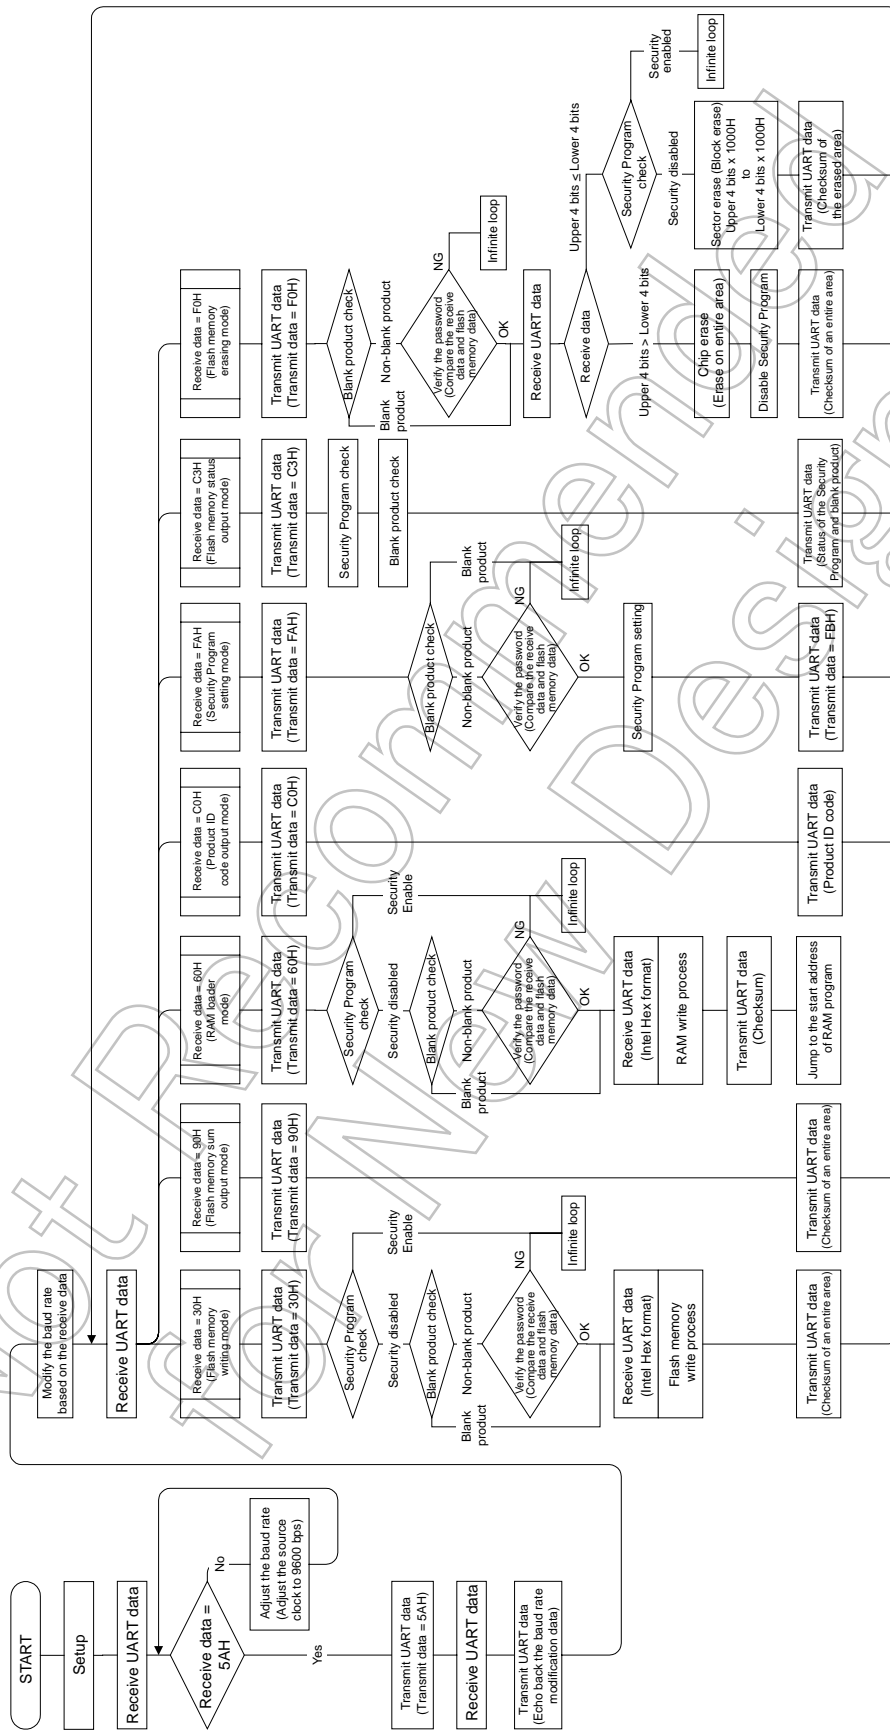 START
Setup
Receive UART data
Receive data =
5AH
No
Adjust the baud rate
(Adjust the source
clock to 9600 bps)
Yes
Transmit UART data
(Transmit data = 5AH)
Receive UART data
Transmit UART data
(Echo back the baud rate
modification data)
Modify the baud rate
based on the receive data
Receive UART data
Receive data = 30H
(Flash memory
writing mode)
Transmit UART data
(Transmit data = 30H)
Security Program
check
Security
Enable
Security disabled
Blank product check
Blank
product
Non-blank product
Verify the password
(Compare the receive
data and flash
memory data)
NG
Infinite loop
OK
Receive UART data
(Intel Hex format)
Flash memory
write process
Transmit UART data
(Checksum of an entire area)
Receive data = 90H
(Flash memory sum
output mode)
Transmit UART data
(Transmit data = 90H)
Transmit UART data
(Checksum of an entire area)
Receive data = 60H
(RAM loader
mode)
Transmit UART data
(Transmit data = 60H)
Security Program
check
Security
Enable
Security disabled
Blank product check
Blank
product
Non-blank product
Verify the password
(Compare the receive
data and flash
memory data)
NG
Infinite loop
OK
Receive UART data
(Intel Hex format)
RAM write process
Transmit UART data
(Checksum)
Jump to the start address
of RAM program
Receive data = C0H
(Product ID
code output mode)
Transmit UART data
(Transmit data = C0H)
Transmit UART data
(Product ID code)
Receive data = FAH
(Security Program
setting mode)
Transmit UART data
(Transmit data = FAH)
Blank product check
Blank
product
Non-blank product
Verify the password
(Compare the receive
data and flash
memory data)
NG
Infinite loop
OK
Security Program setting
Transmit UART data
(Transmit data = FBH)
Receive data = C3H
(Flash memory status
output mode)
Transmit UART data
(Transmit data = C3H)
Security Program check
Blank product check
Transmit UART data
(Status of the Security
Program and blank product)
Receive data = F0H
(Flash memory
erasing mode)
Transmit UART data
(Transmit data = F0H)
Blank product check
Blank
product
Non-blank product
Verify the password
(Compare the receive
data and flash
memory data)
NG
Infinite loop
OK
Receive UART data
Receive data
Upper 4 bits > Lower 4 bits
Upper 4 bits ≤ Lower 4 bits
Chip erase
(Erase on entire area)
Disable Security Program
Transmit UART data
(Checksum of an entire area)
Security Program
check
Security
enabled
Infinite loop
Security disabled
Sector erase (Block erase)
Upper 4 bits x 1000H
to
Lower 4 bits x 1000H
Transmit UART data
(Checksum of
the erased area)
Not Recommended
for New Design